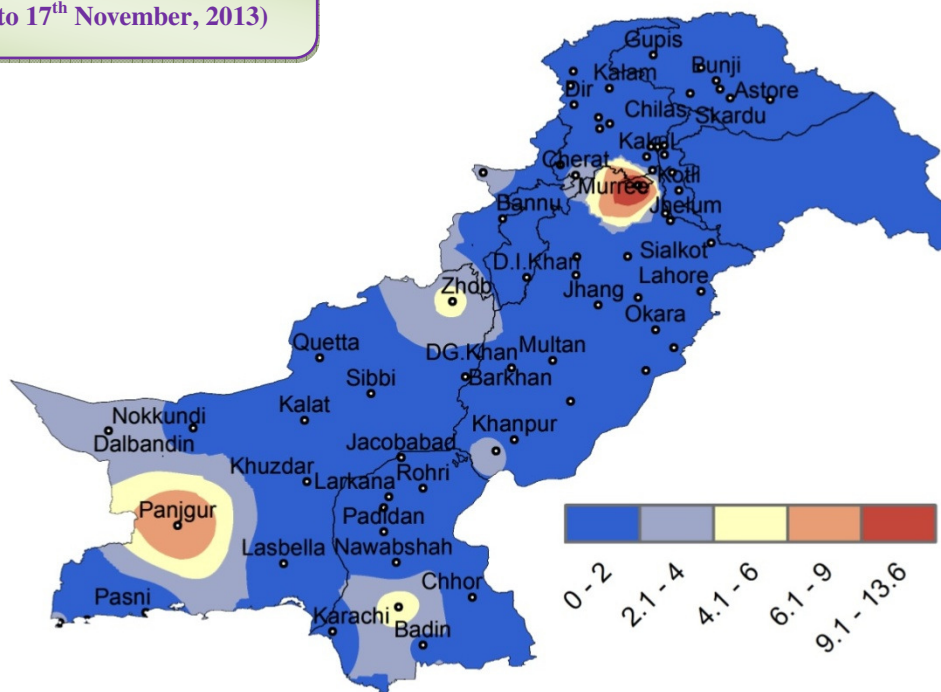 to 17th November, 2013)
Gupis
Bunji
Kalam
Dir
Astore
Chilas
Skardu
Kakul
Cherat
Kotli
Murree
Bannu
Jhelum
Sialkot
D.I.Khan
Lahore
Zhob
Jhang
Okara
Quetta
DG.Khan
Multan
Sibbi
Barkhan
Kalat
Nokkundi
Khanpur
Dalbandin
Jacobabad
Khuzdar
Rohri
Larkana
Panjgur
Padidan
Lasbella
Nawabshah
Chhor
Pasni
Karachi
Badin
0 - 2
2.1 - 4
4.1 - 6
6.1 - 9
9.1 - 13.6